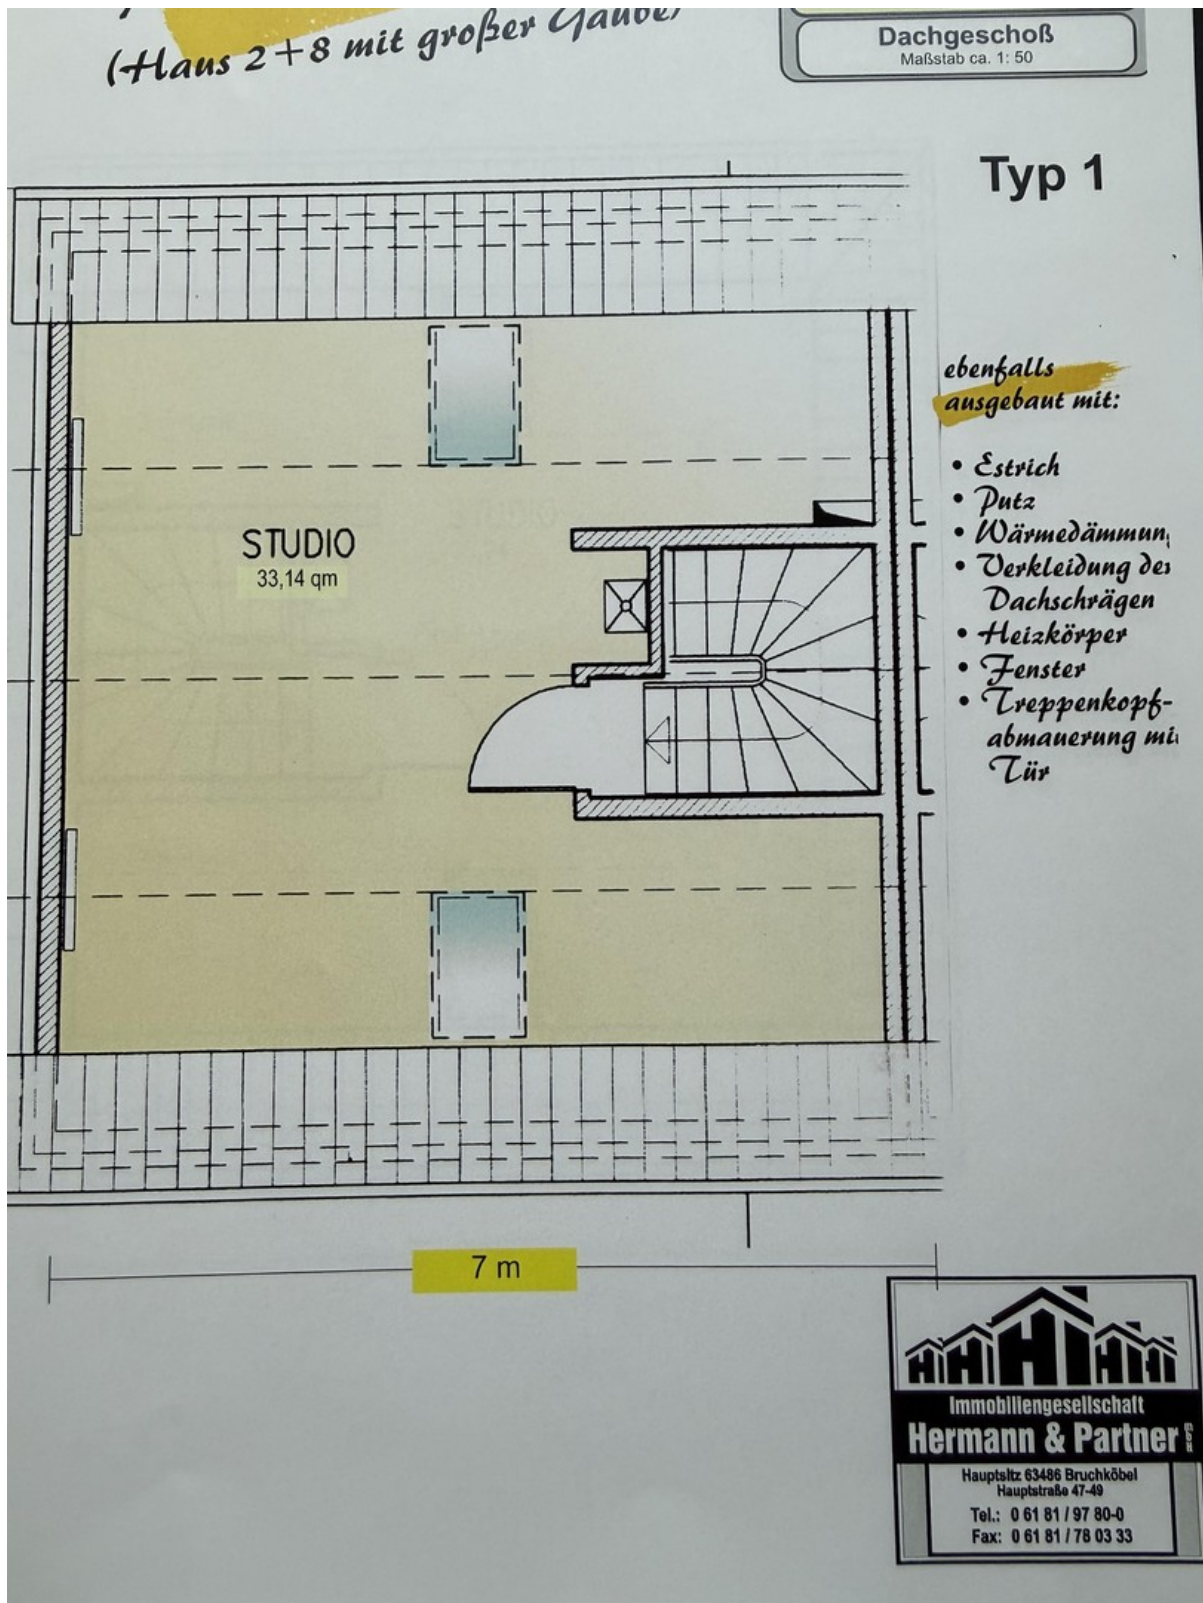 (Haus 2+8 mit großer Gaube)
Dachgeschoß
Maßstab ca. 1: 50
Typ 1
ebenfalls
ausgebaut mit:
• Estrich
• Putz
• Wärmedämmun
• Verkleidung der
Dachschrägen
• Heizkörper
• Fenster
• Treppenkopf-
abmauerung mit
Tür
STUDIO
33,14 qm
7 m
Immobiliengesellschaft
Hermann & Partner
Hauptsitz 63486 Bruchköbel
Hauptstraße 47-49
Tel.: 0 61 81 / 97 80-0
Fax: 0 61 81 / 78 03 33